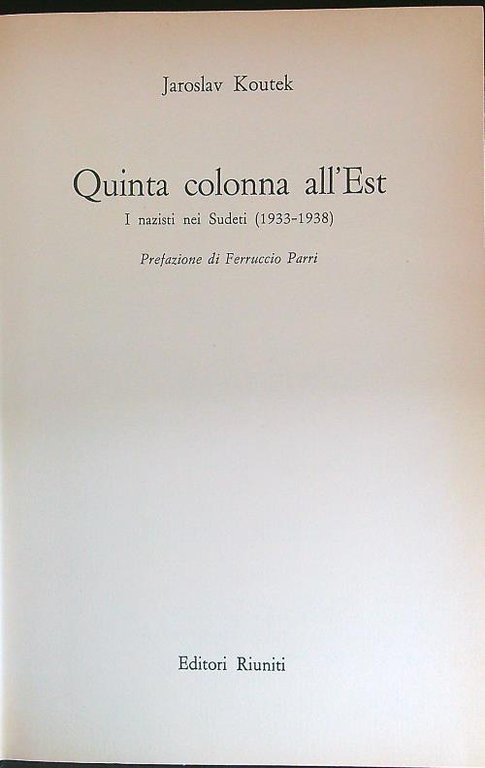 Jaroslav Koutek
Quinta colonna all'Est
I nazisti nei Sudeti (1933-1938)
Prefazione di Ferruccio Parri
Editori Riuniti